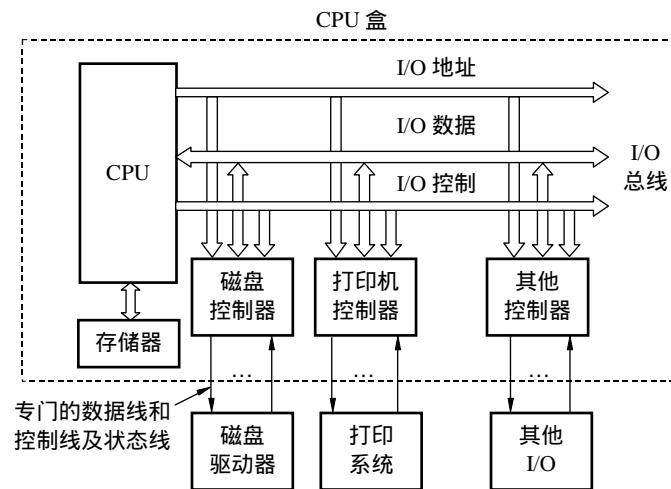 CPU 盒
I/O 地址
I/O 数据
CPU
I/O
总线
I/O 控制
磁盘
控制器
打印机
控制器
其他
控制器
存储器
…
…
…
专门的数据线和
控制线及状态线
磁盘
驱动器
打印
系统
其他
I/O